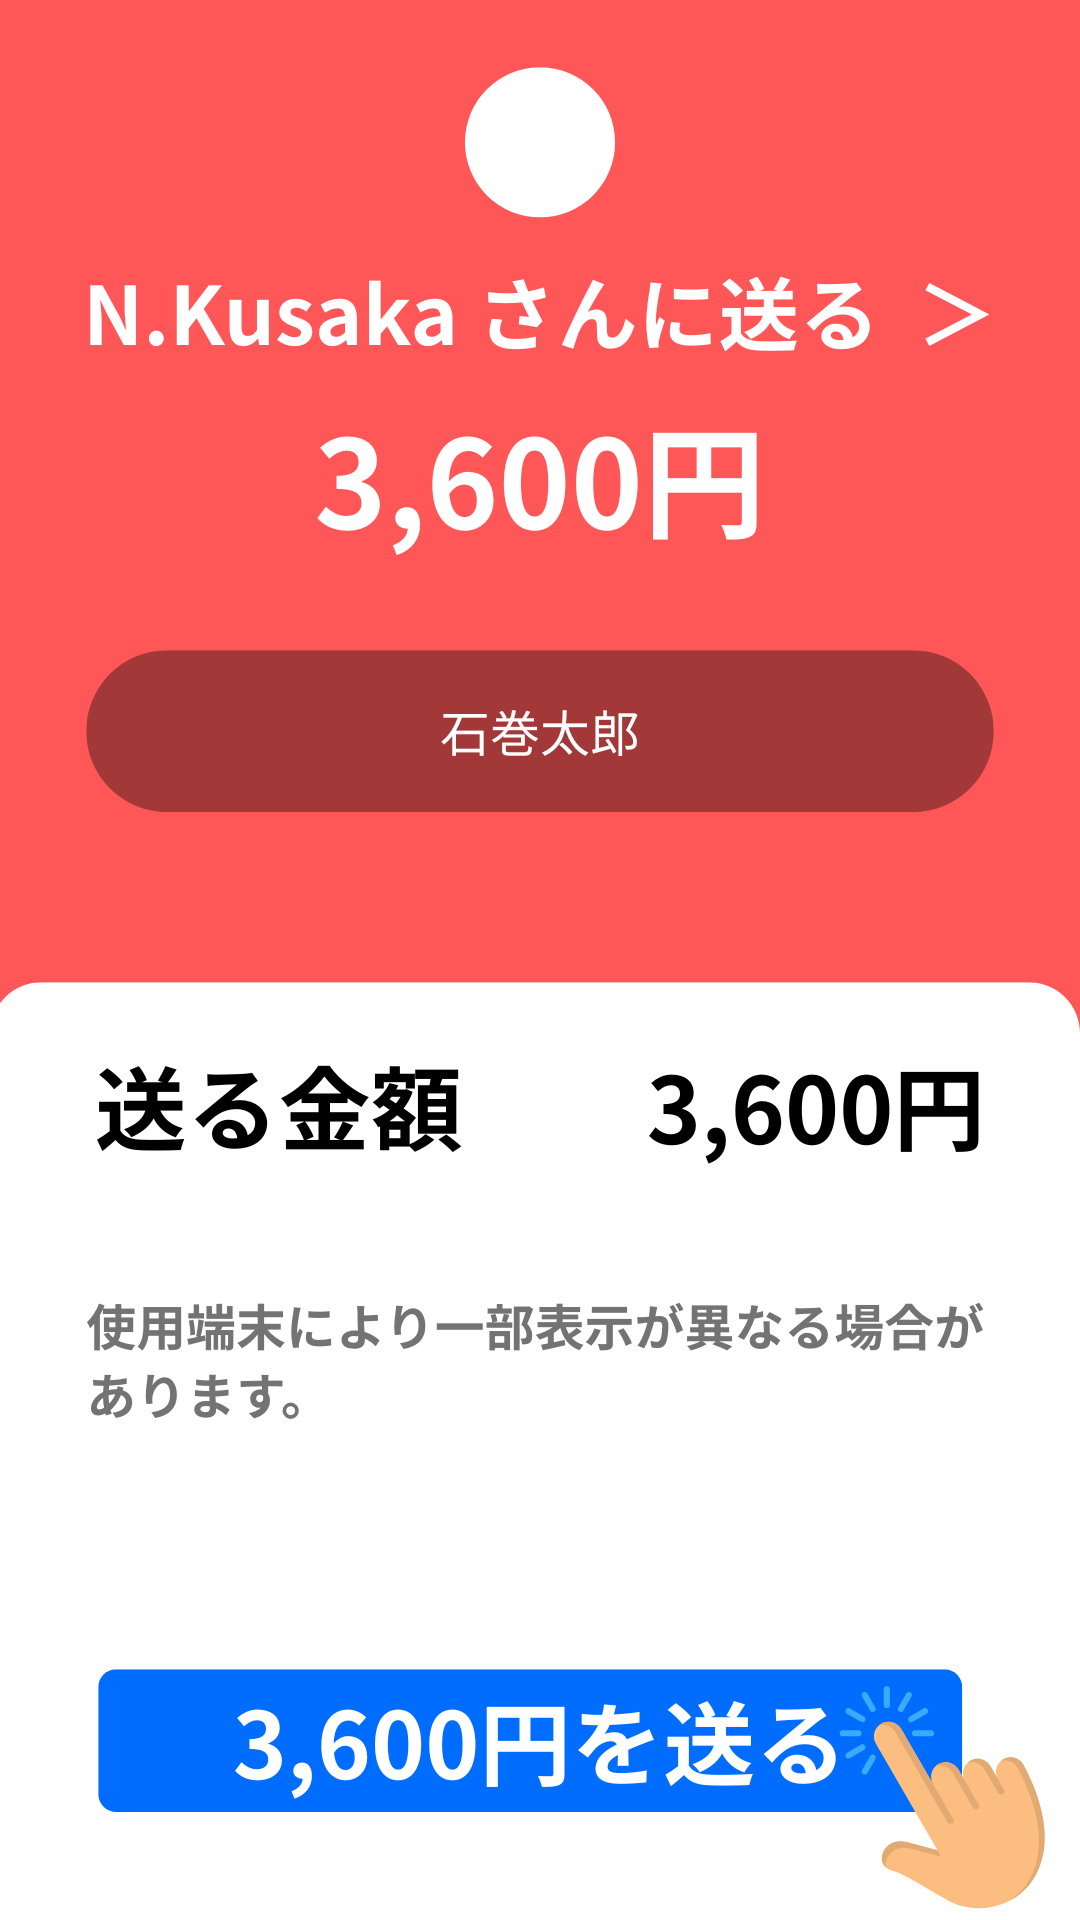 N.Kusaka さんに送る ＞
3,600円
石巻太郎
送る金額 3,600円
使用端末により一部表示が異なる場合が
あります。
3,600円を送る